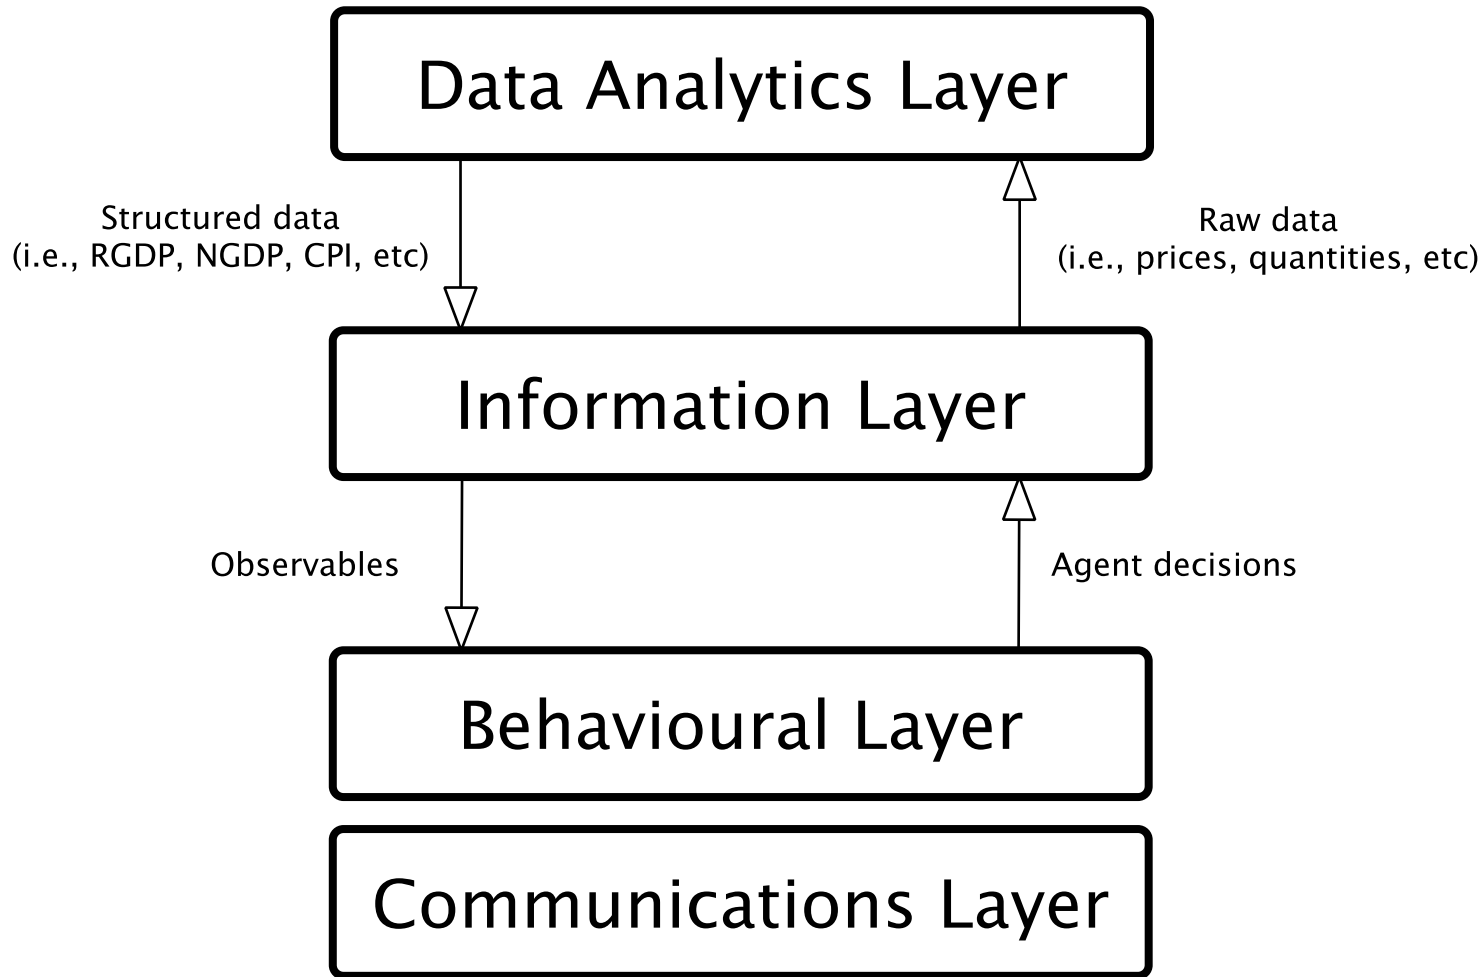 Data Analytics Layer
Structured data
(i.e., RGDP, NGDP, CPI, etc)
Raw data
(i.e., prices, quantities, etc)
Information Layer
Observables
Agent decisions
Behavioural Layer
Communications Layer